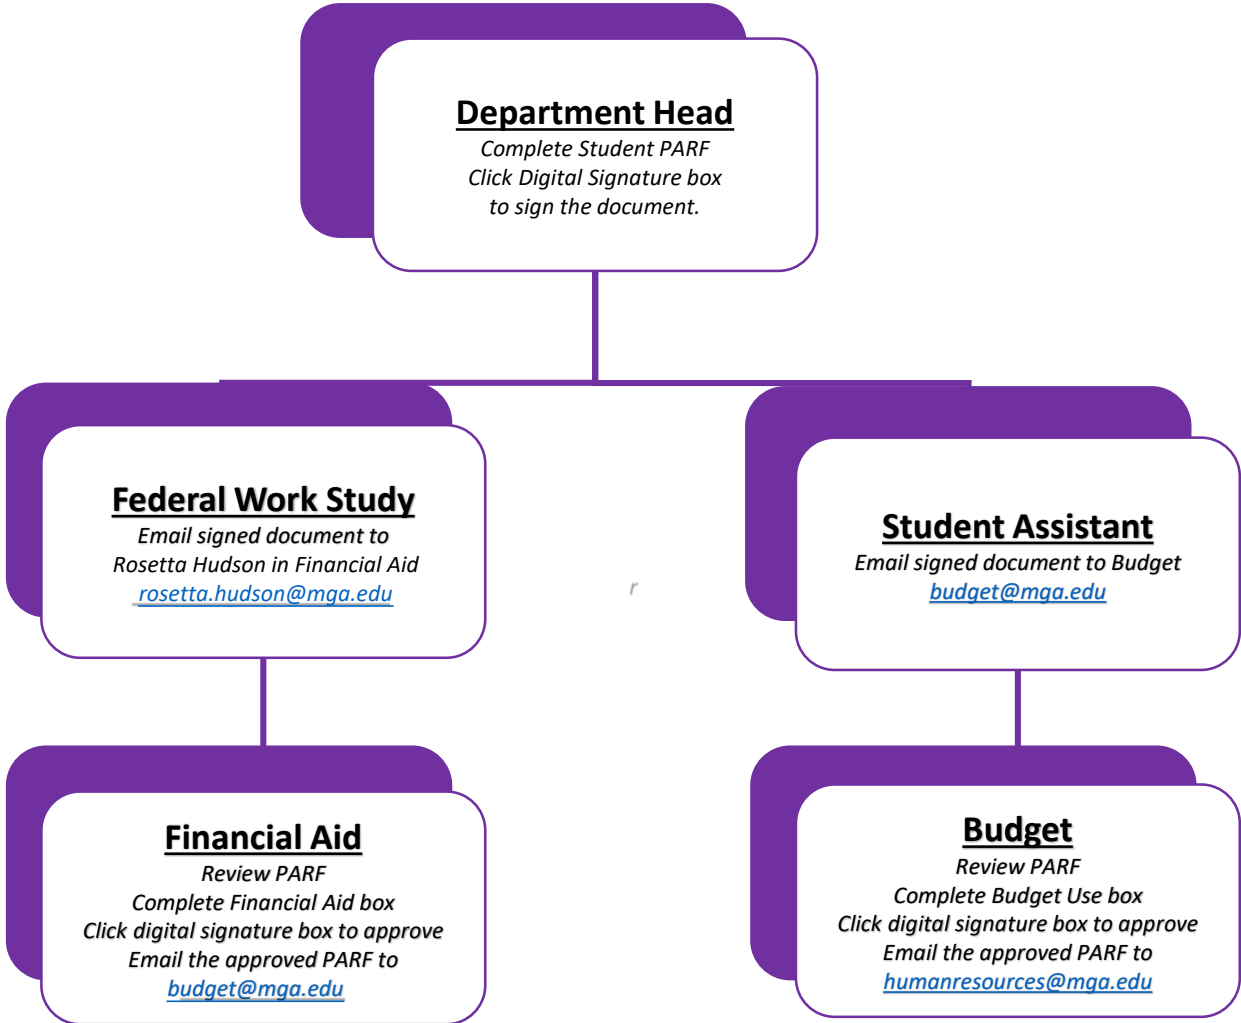 Department Head
Complete Student PARF
Click Digital Signature box
to sign the document.
Federal Work Study
Email signed document to
Rosetta Hudson in Financial Aid
rosetta.hudson@mga.edu
r
Student Assistant
Email signed document to Budget
budget@mga.edu
Financial Aid
Review PARF
Complete Financial Aid box
Click digital signature box to approve
Email the approved PARF to
budget@mga.edu
Budget
Review PARF
Complete Budget Use box
Click digital signature box to approve
Email the approved PARF to
humanresources@mga.edu